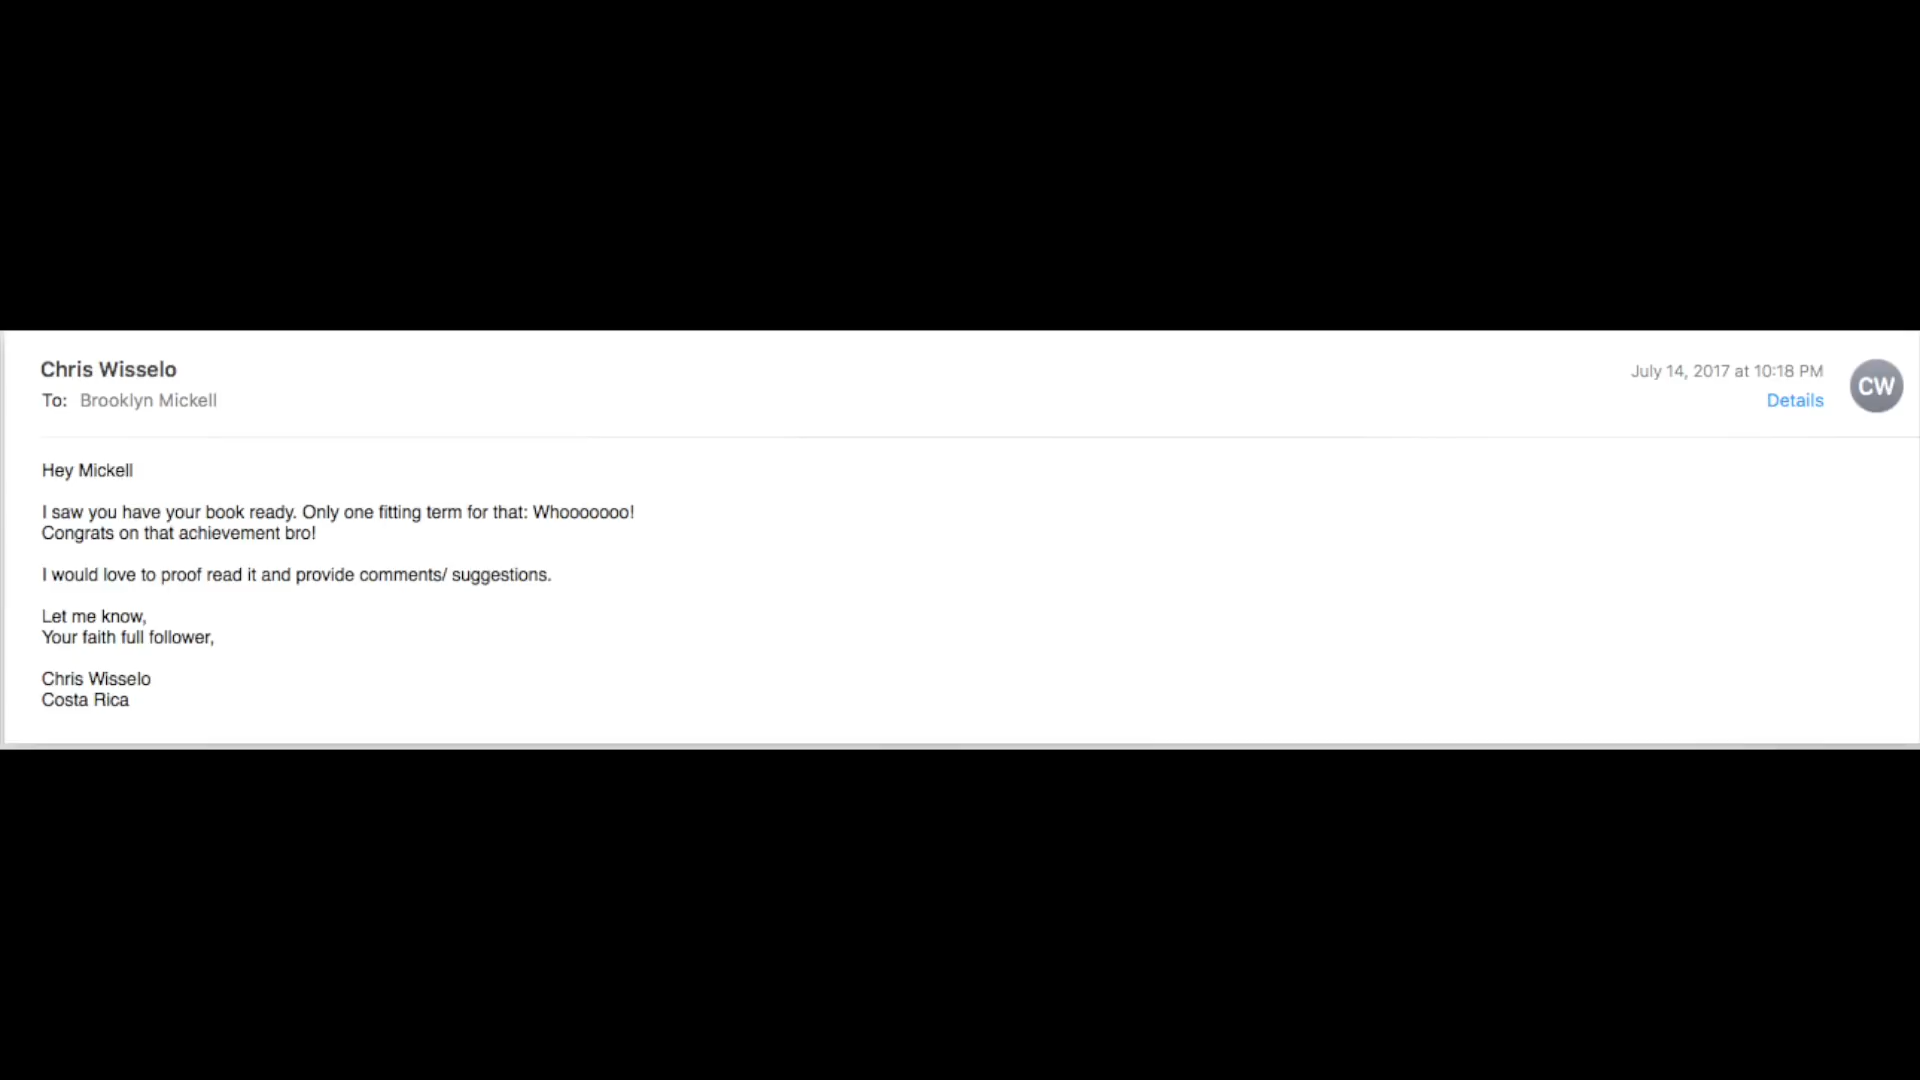 Chris Wisselo
July 14, 2017 at 10:18 PM
To: Brooklyn Mickell
Details
CW
Hey Mickell
I saw you have your book ready. Only one fitting term for that: Whooooooo!
Congrats on that achievement bro!
I would love to proof read it and provide comments/ suggestions.
Let me know,
Your faith full follower,
Chris Wisselo
Costa Rica